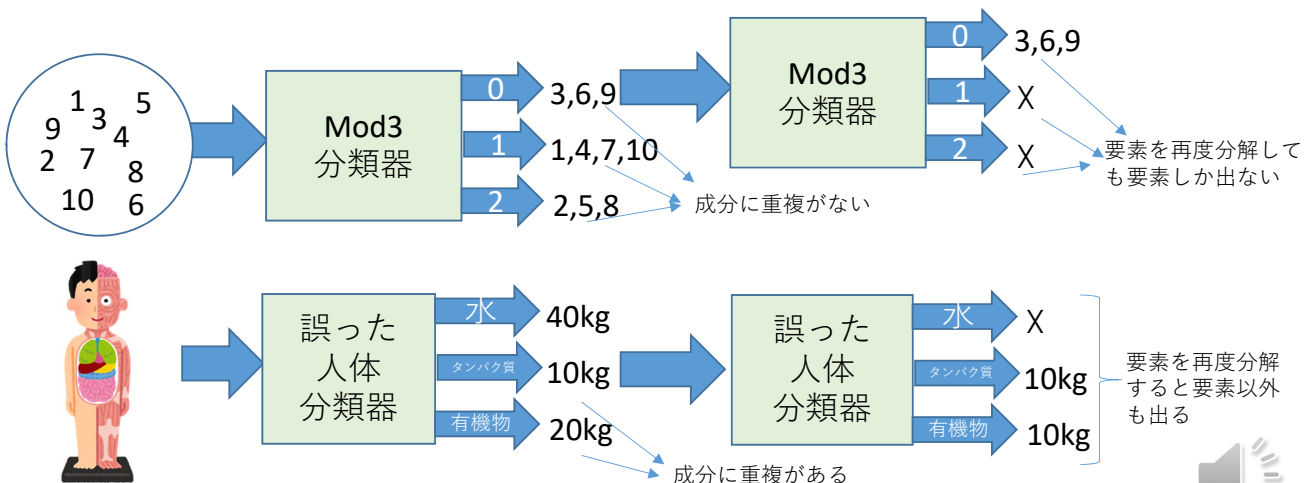 1
5
9
3
4
2
7
8
10
6
Mod3
分類器
0
1
2
3,6,9
1,4,7,10
2,5,8
成分に重複がない
Mod3
分類器
0
1
2
3,6,9
X
X
要素を再度分解して
も要素しか出ない
誤った
人体
分類器
水
タンパク質
有機物
40kg
10kg
20kg
成分に重複がある
誤った
人体
分類器
水
タンパク質
有機物
X
10kg
10kg
要素を再度分解
すると要素以外
も出る